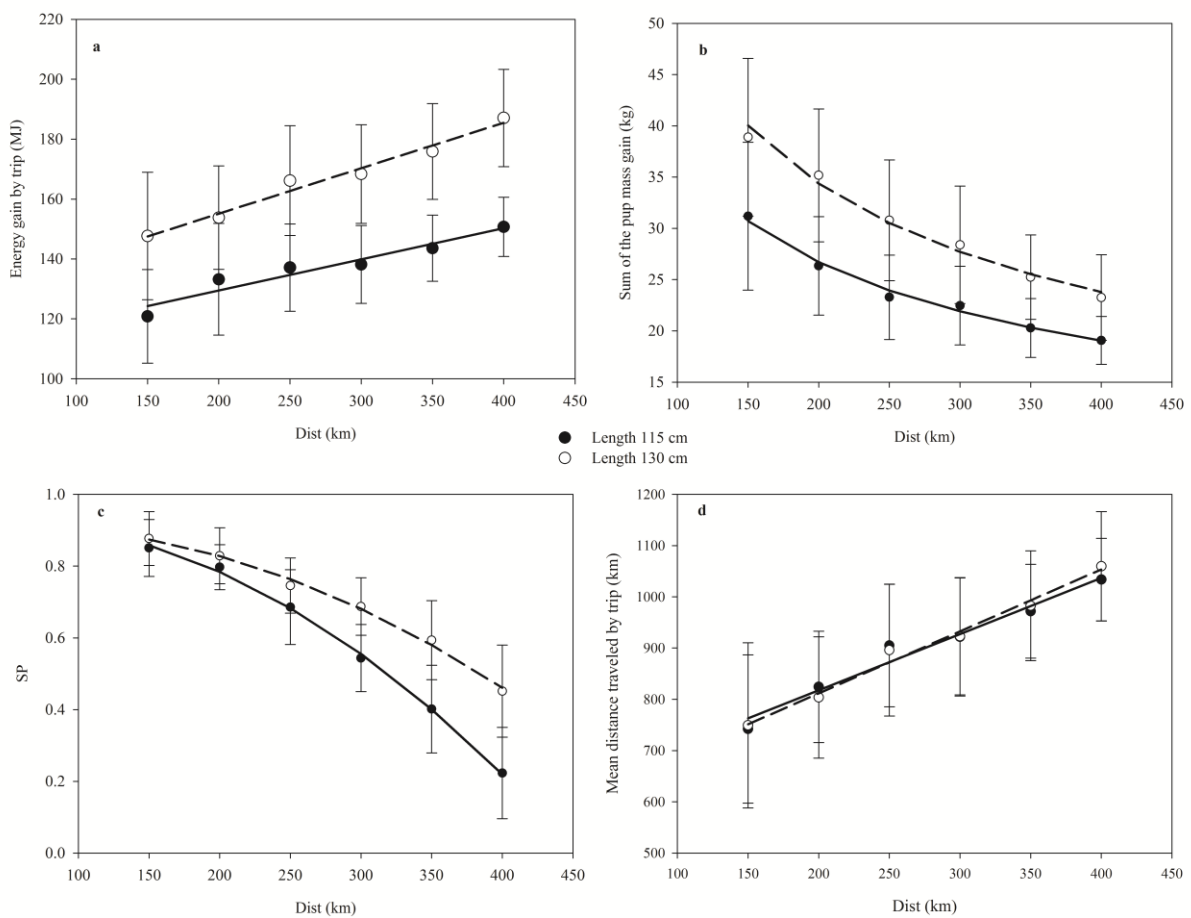 a
220
200
180
160
140
120
100
Energy gain by trip (MJ)
100 150 200 250 300 350 400 450
Dist (km)
b
50
45
40
35
30
25
20
15
Sum of the pup mass gain (kg)
100 150 200 250 300 350 400 450
Dist (km)
Length 115 cm
Length 130 cm
c
1.0
0.8
0.6
0.4
0.2
0.0
SP
100 150 200 250 300 350 400 450
Dist (km)
d
1200
1100
1000
900
800
700
600
500
Mean distance traveled by trip (km)
100 150 200 250 300 350 400 450
Dist (km)